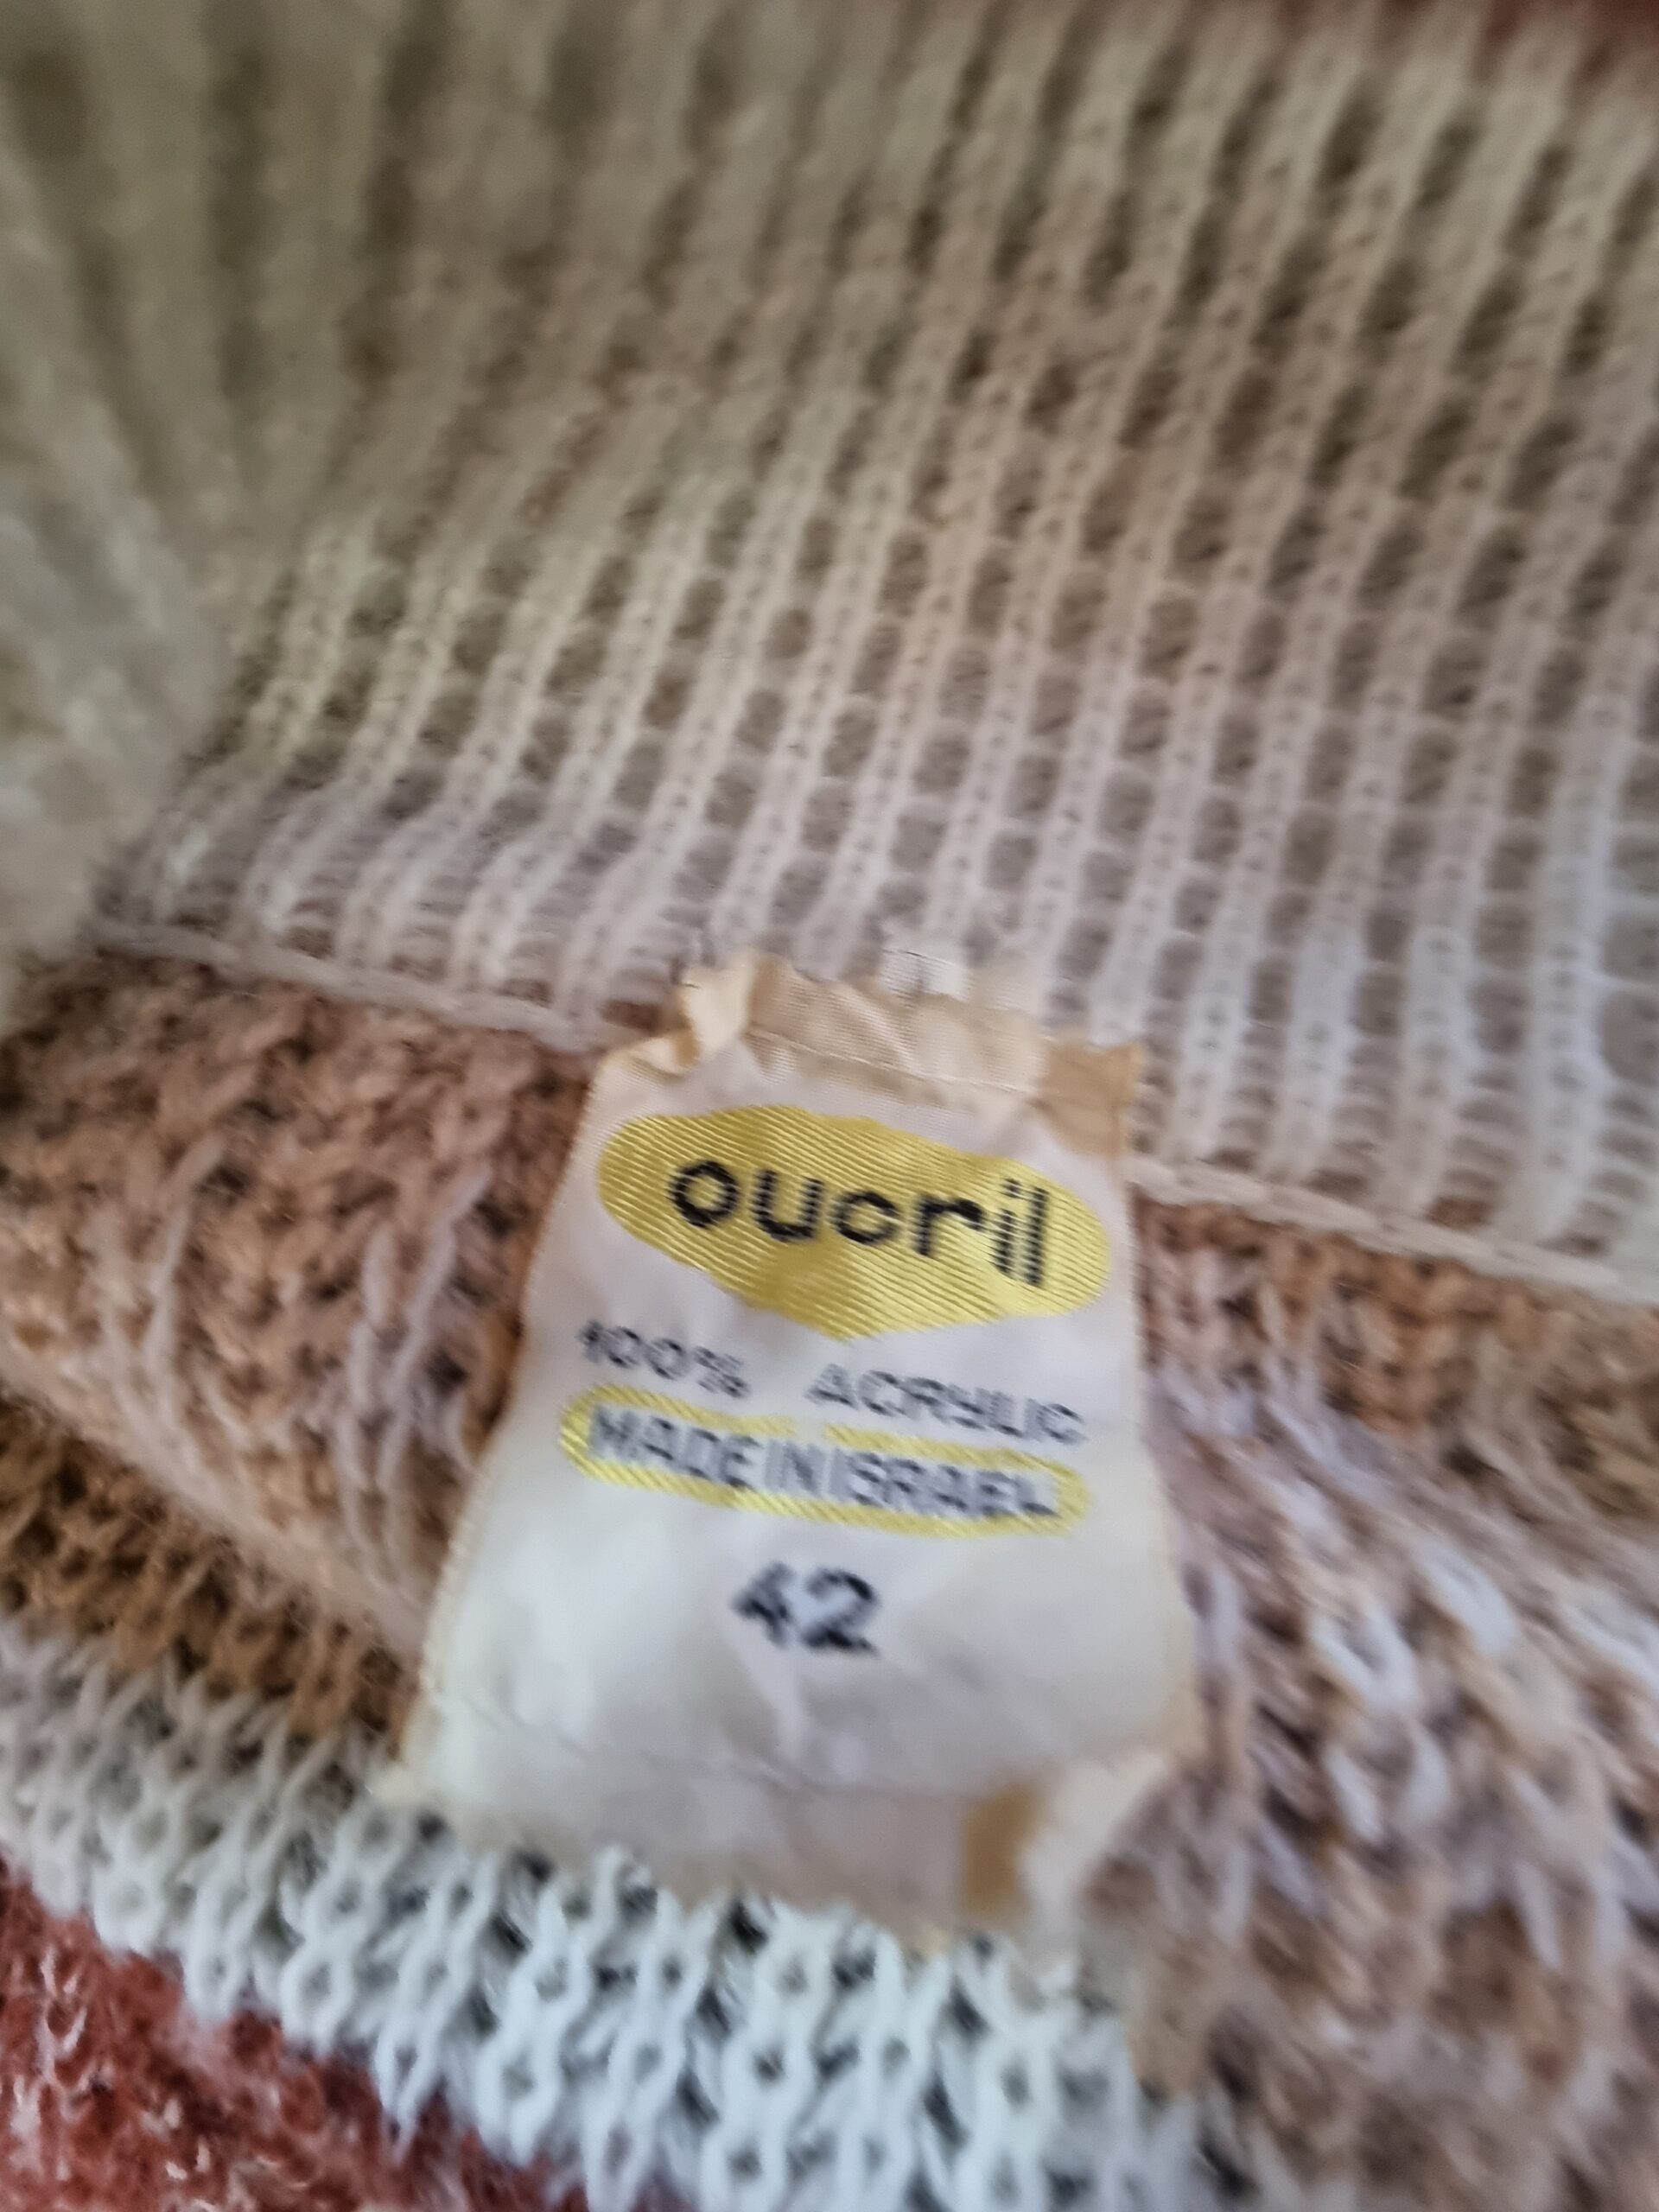 oucril
100% ACRYLIC
MADE IN ISRAEL
42